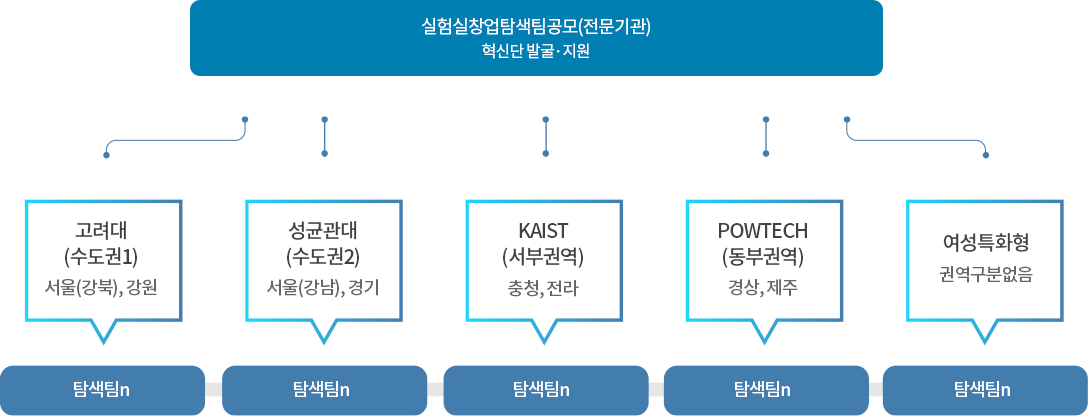 실험실창업탐색팀공모(전문기관)
혁신단 발굴·지원
고려대
(수도권1)
서울(강북), 강원
성균관대
(수도권2)
서울(강남), 경기
KAIST
(서부권역)
충청, 전라
POWTECH
(동부권역)
경상, 제주
여성특화형
권역구분없음
탐색팀n
탐색팀n
탐색팀n
탐색팀n
탐색팀n